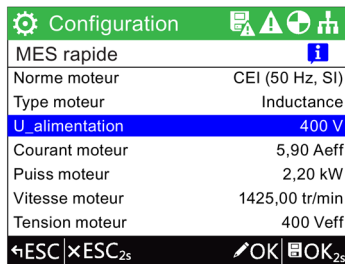 Configuration
MES rapide i
Norme moteur CEI (50 Hz, SI)
Type moteur Inductance
U_alimentation 400 V
Courant moteur 5,90 Aeff
Puiss moteur 2,20 kW
Vitesse moteur 1425,00 tr/min
Tension moteur 400 Veff
ESC ×ESC2s OK OK2s